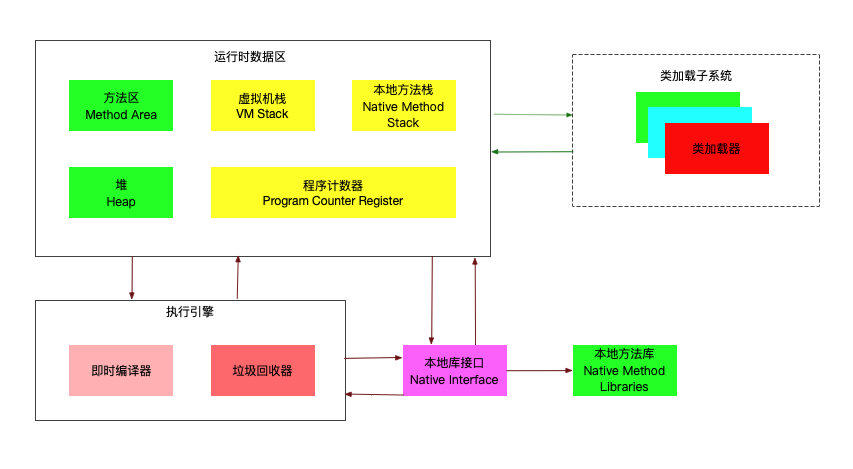 运行时数据区
方法区
Method Area
虚拟机栈
VM Stack
本地方法栈
Native Method
Stack
堆
Heap
程序计数器
Program Counter Register
类加载子系统
类加载器
执行引擎
即时编译器
垃圾回收器
本地库接口
Native Interface
本地方法库
Native Method
Libraries